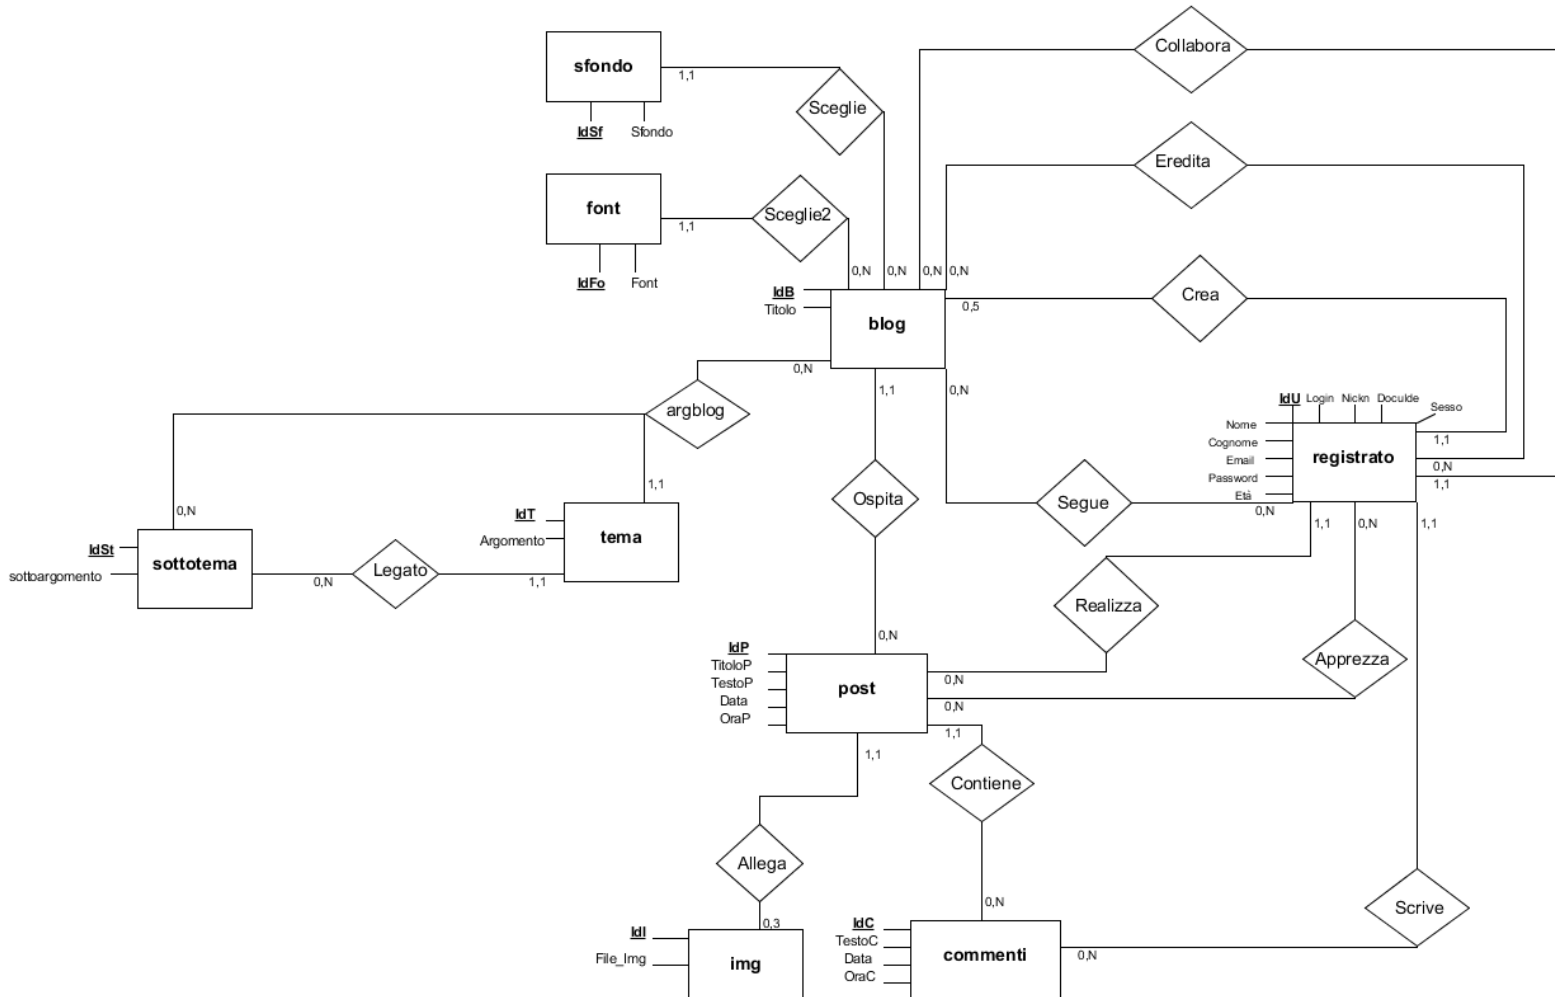 Collabora
sfondo
1,1
Sceglie
IdSf
Sfondo
Eredita
font
Sceglie2
1,1
IdFo
Font
0,N
0,N
0,N
0,N
IdB
Titolo
blog
0,5
Crea
0,N
1,1
0,N
argblog
IdU
Login
Nickn
DocuIde
Sesso
Nome
Cognome
Email
Password
Età
registrato
1,1
0,N
1,1
Ospita
Segue
0,N
1,1
0,N
1,1
0,N
1,1
IdT
Argomento
tema
IdSt
sottoargomento
sottotema
0,N
Legato
1,1
Realizza
0,N
IdP
TitoloP
TestoP
Data
OraP
post
0,N
0,N
1,1
Apprezza
1,1
Contiene
Allega
0,N
Scrive
0,3
IdI
File_Img
img
IdC
TestoC
Data
OraC
commenti
0,N